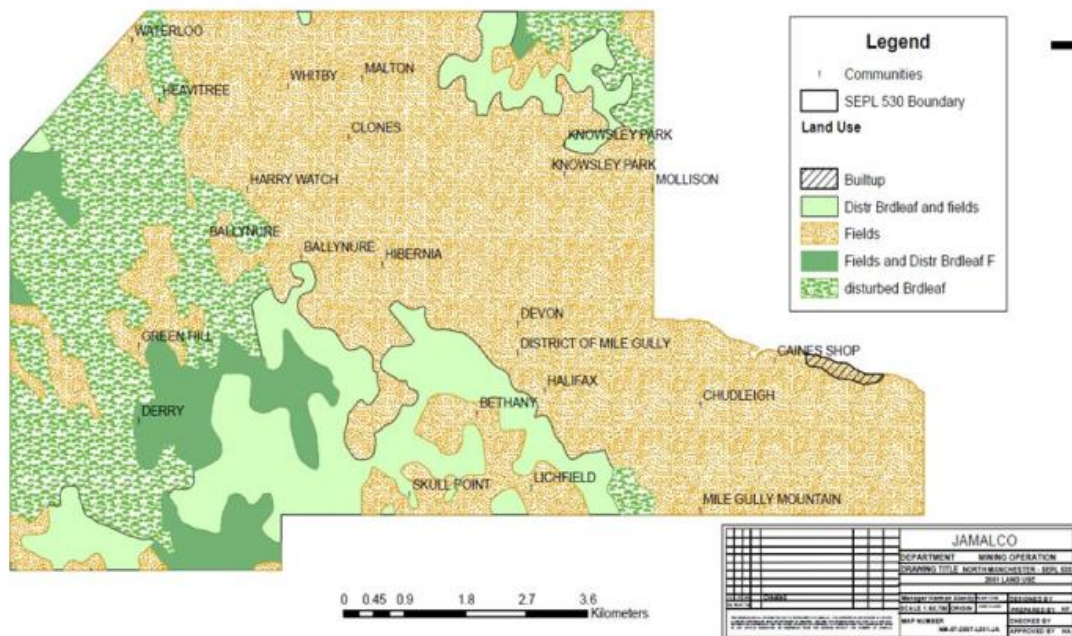 WATERLOO
HEAVITREE
WHITBY
MALTON
CLONES
KNOWSLEY PARK
KNOWSLEY PARK
MOLLISON
HARRY WATCH
BALLYNURE
BALLYNURE
HIBERNIA
DEVON
DISTRICT OF MILE GULLY
CAINES SHOP
GREEN HILL
HALIFAX
CHUDLEIGH
DERRY
BETHANY
SKULL POINT
LICHFIELD
MILE GULLY MOUNTAIN
Legend
Communities
SEPL 530 Boundary
Land Use
Builtup
Distr Brdleaf and fields
Fields
Fields and Distr Brdleaf F
disturbed Brdleaf
0 0.45 0.9 1.8 2.7 3.6
Kilometers
JAMALCO
DEPARTMENT MINING OPERATION
DRAWING TITLE NORTH MANCHESTER - SEPL 530
2001 LAND USE
DESIGNED BY
ORIGIN
PREPARED BY
MAP NUMBER
CHECKED BY
APPROVED BY